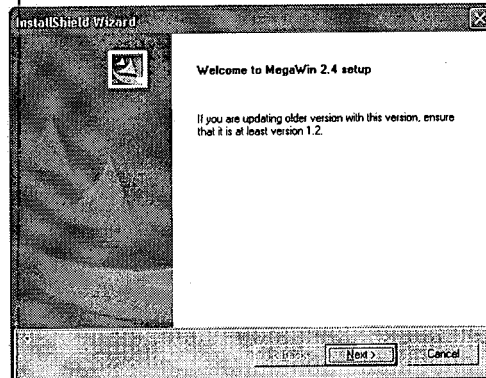 InstallShield Wizard
Welcome to MegaWin 2.4 setup
If you are updating older version with this version, ensure
that it is at least version 1.2.
Next >
Cancel